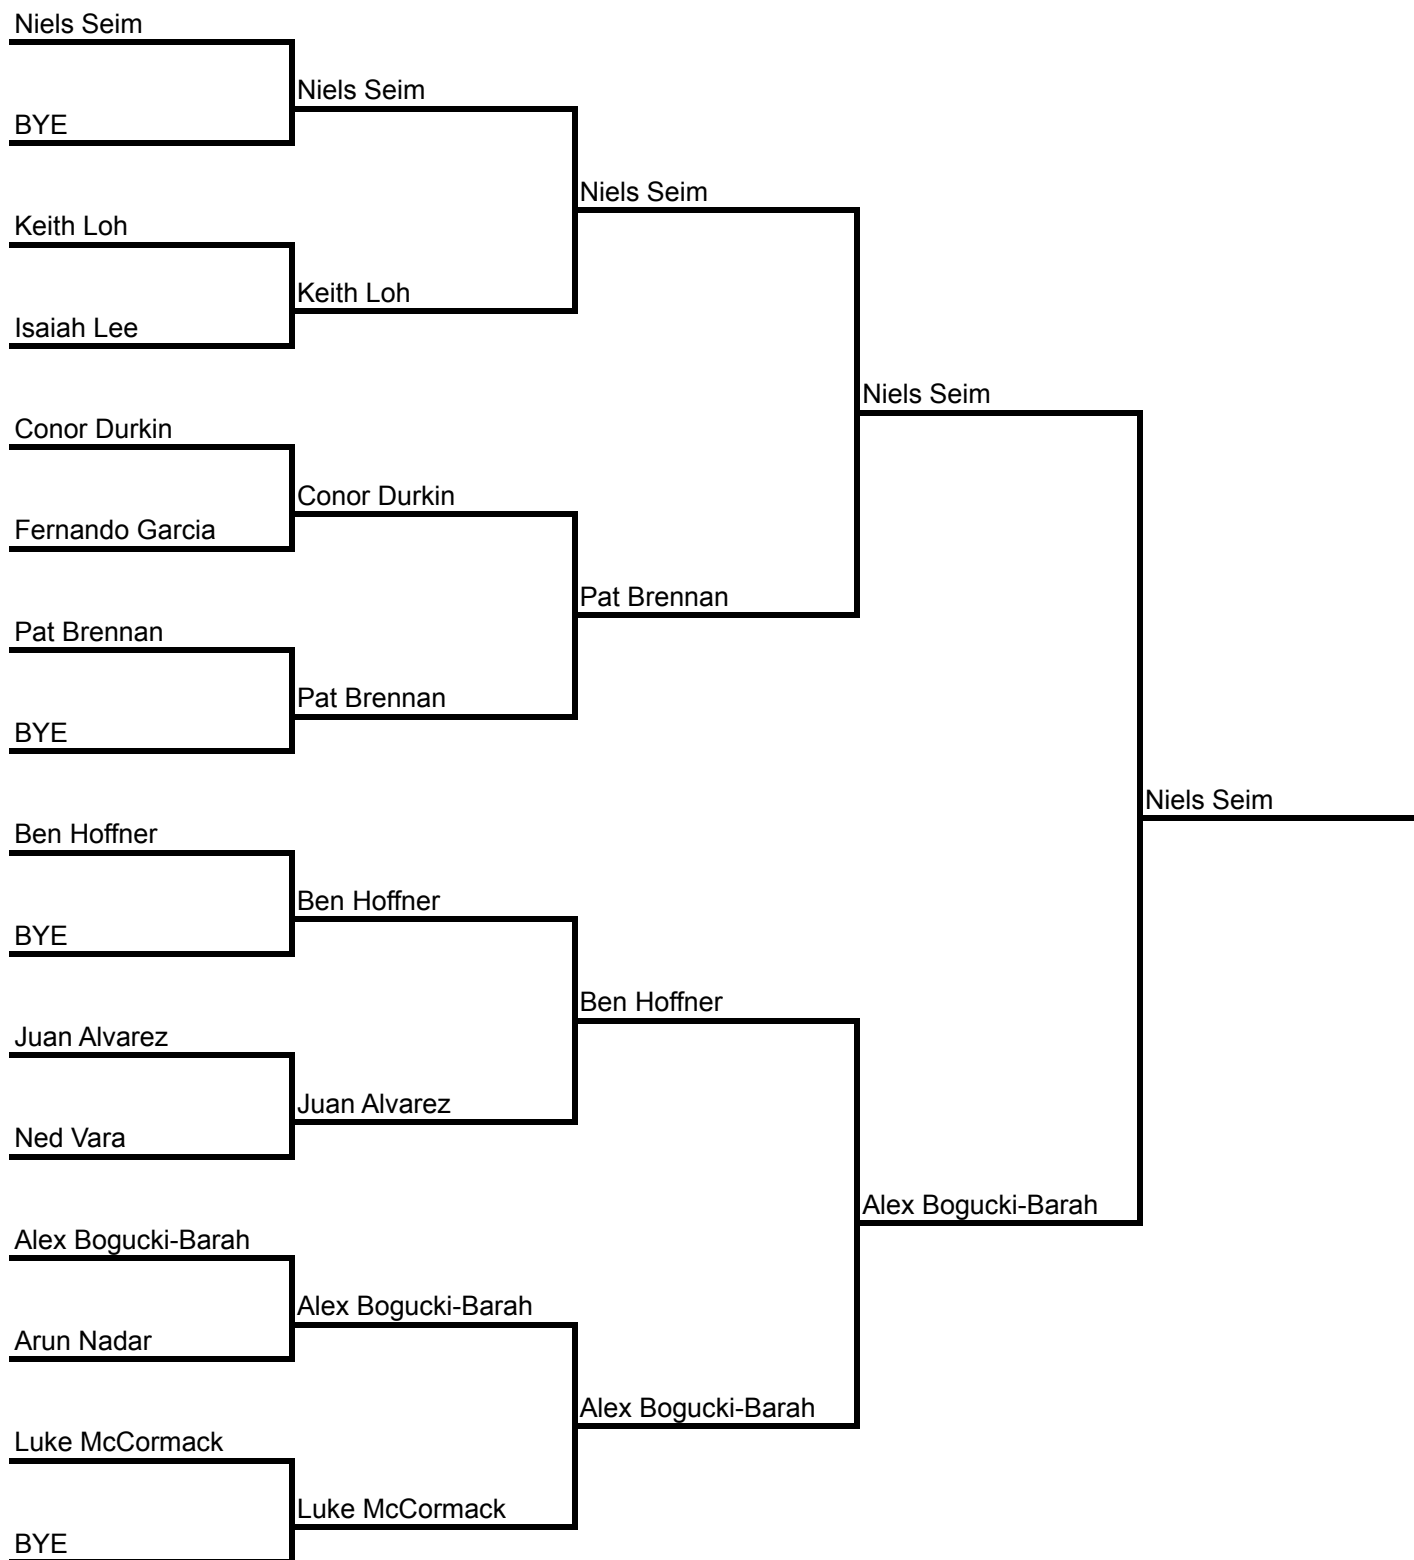 Niels Seim
BYE
Keith Loh
Isaiah Lee
Conor Durkin
Fernando Garcia
Pat Brennan
BYE
Ben Hoffner
BYE
Juan Alvarez
Ned Vara
Alex Bogucki-Barah
Arun Nadar
Luke McCormack
BYE
Niels Seim
Keith Loh
Conor Durkin
Pat Brennan
Ben Hoffner
Juan Alvarez
Alex Bogucki-Barah
Luke McCormack
Niels Seim
Pat Brennan
Ben Hoffner
Alex Bogucki-Barah
Niels Seim
Alex Bogucki-Barah
Niels Seim